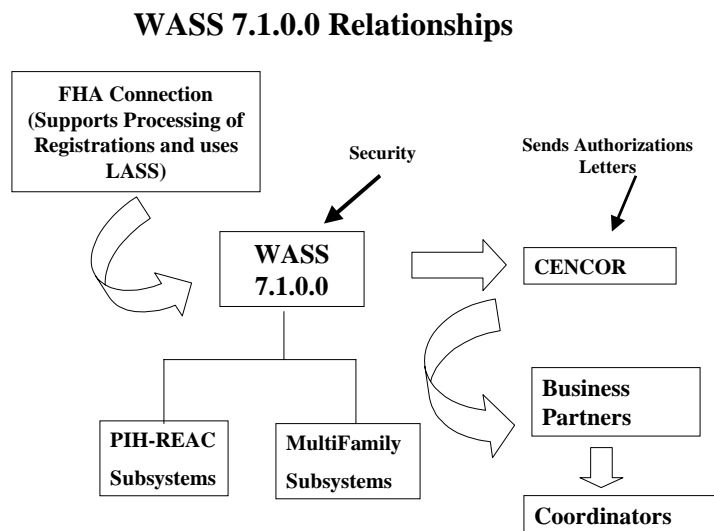 WASS 7.1.0.0 Relationships
FHA Connection
(Supports Processing of
Registrations and uses
LASS)
Security
Sends Authorizations
Letters
WASS
7.1.0.0
CENCOR
Business
Partners
PIH-REAC
Subsystems
MultiFamily
Subsystems
Coordinators